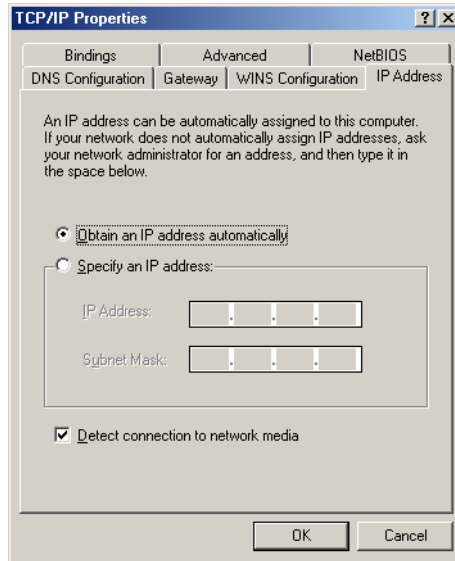 TCP/IP Properties
Bindings Advanced NetBIOS
DNS Configuration Gateway WINS Configuration IP Address
An IP address can be automatically assigned to this computer.
If your network does not automatically assign IP addresses, ask
your network administrator for an address, and then type it in
the space below.
Obtain an IP address automatically
Specify an IP address:
IP Address: . . .
Subnet Mask: . . .
Detect connection to network media
OK Cancel